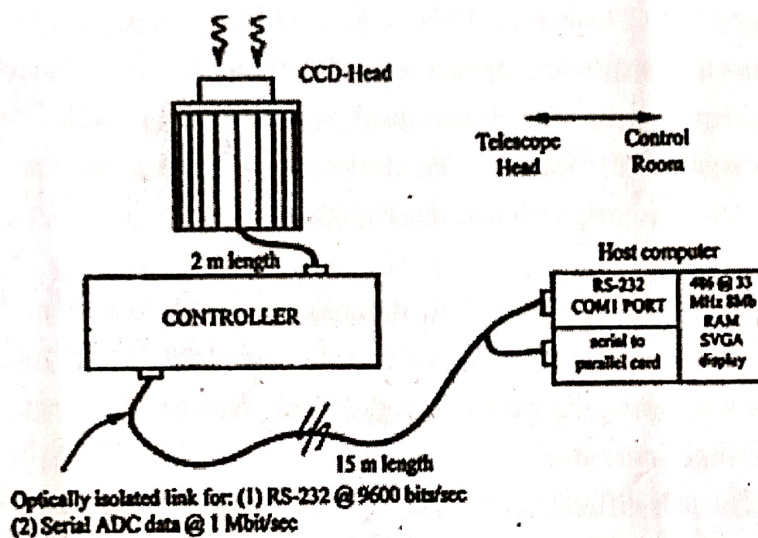 CCD-Head
Telescope Head
Control Room
2 m length
CONTROLLER
Host computer
RS-232 COM1 PORT
serial to parallel card
486 @ 33 MHz 8Mb RAM SVGA display
15 m length
Optically isolated link for: (1) RS-232 @ 9600 bits/sec
(2) Serial ADC data @ 1 Mbit/sec